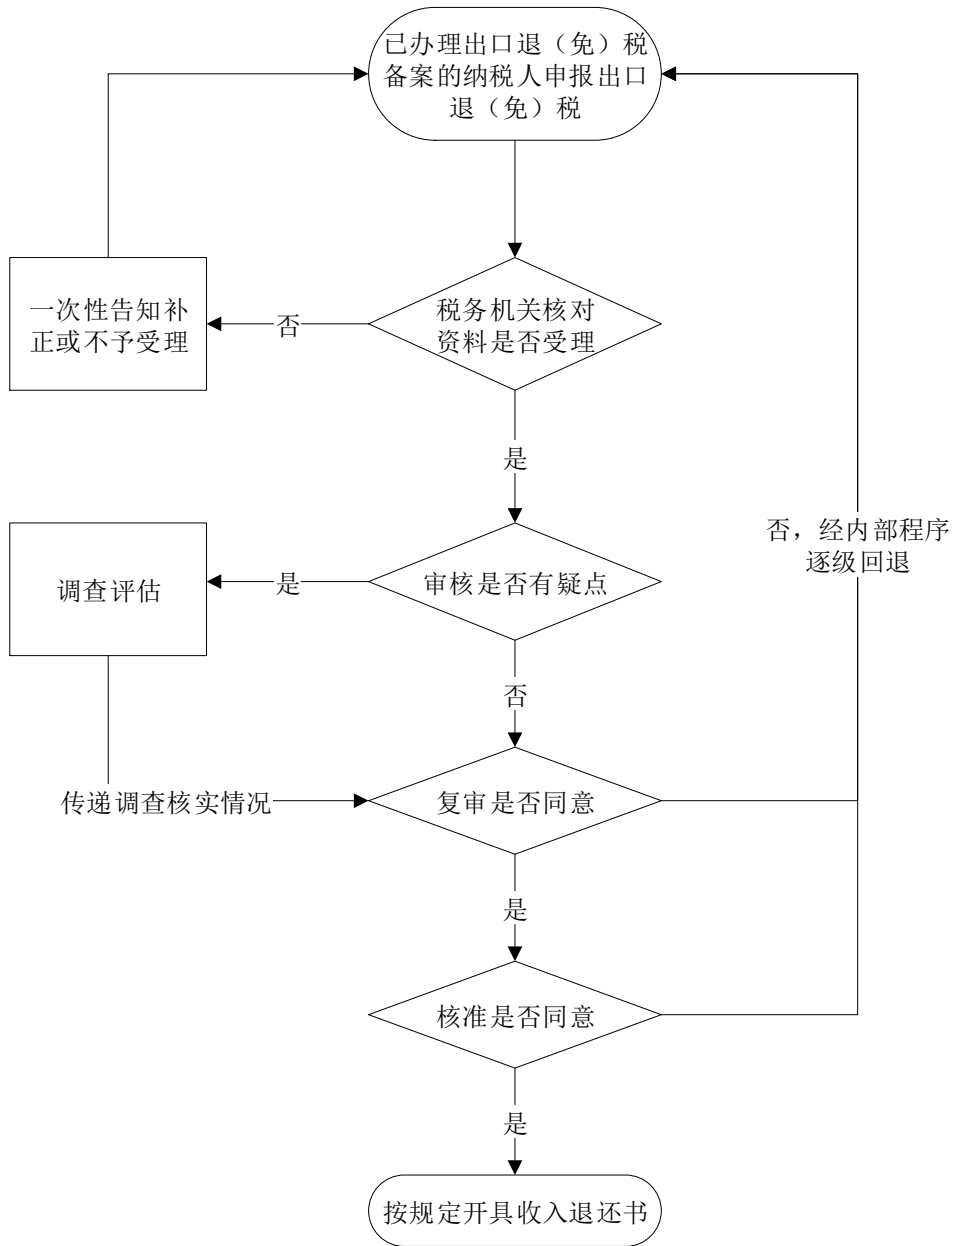 已办理出口退（免）税
备案的纳税人申报出口
退（免）税
一次性告知补
正或不予受理
否
税务机关核对
资料是否受理
是
否，经内部程序
逐级回退
调查评估
是
审核是否有疑点
否
传递调查核实情况
复审是否同意
是
核准是否同意
是
按规定开具收入退还书